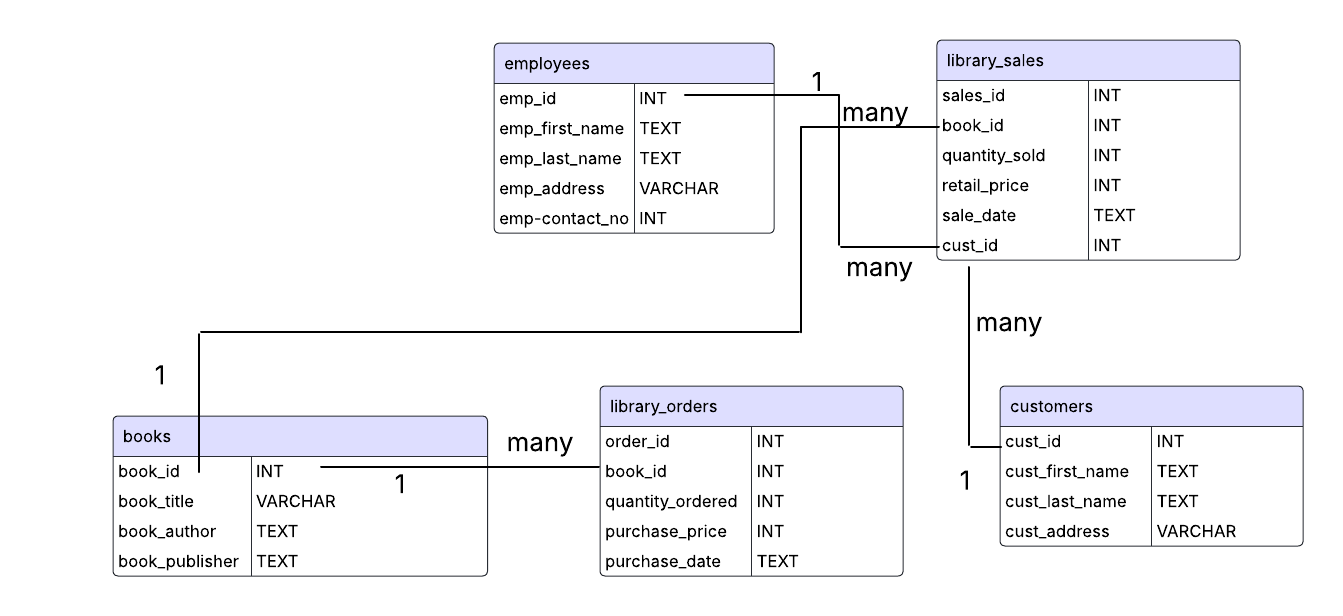 employees
emp_id INT
emp_first_name TEXT
emp_last_name TEXT
emp_address VARCHAR
emp-contact_no INT
1
many
many
library_sales
sales_id INT
book_id INT
quantity_sold INT
retail_price INT
sale_date TEXT
cust_id INT
many
1
1
books
book_id INT
book_title VARCHAR
book_author TEXT
book_publisher TEXT
many
1
library_orders
order_id INT
book_id INT
quantity_ordered INT
purchase_price INT
purchase_date TEXT
customers
cust_id INT
cust_first_name TEXT
cust_last_name TEXT
cust_address VARCHAR